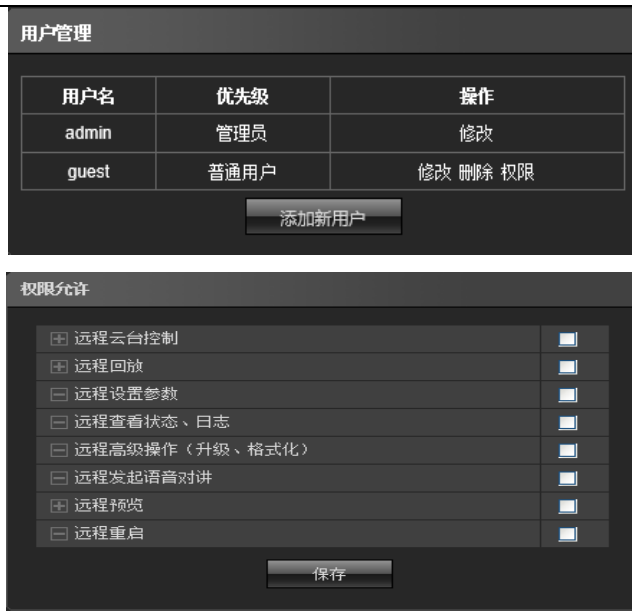 用户管理
用户名 优先级 操作
admin 管理员 修改
guest 普通用户 修改 删除 权限
添加新用户
权限允许
远程云台控制
远程回放
远程设置参数
远程查看状态、日志
远程高级操作（升级、格式化）
远程发起语音对讲
远程预览
远程重启
保存